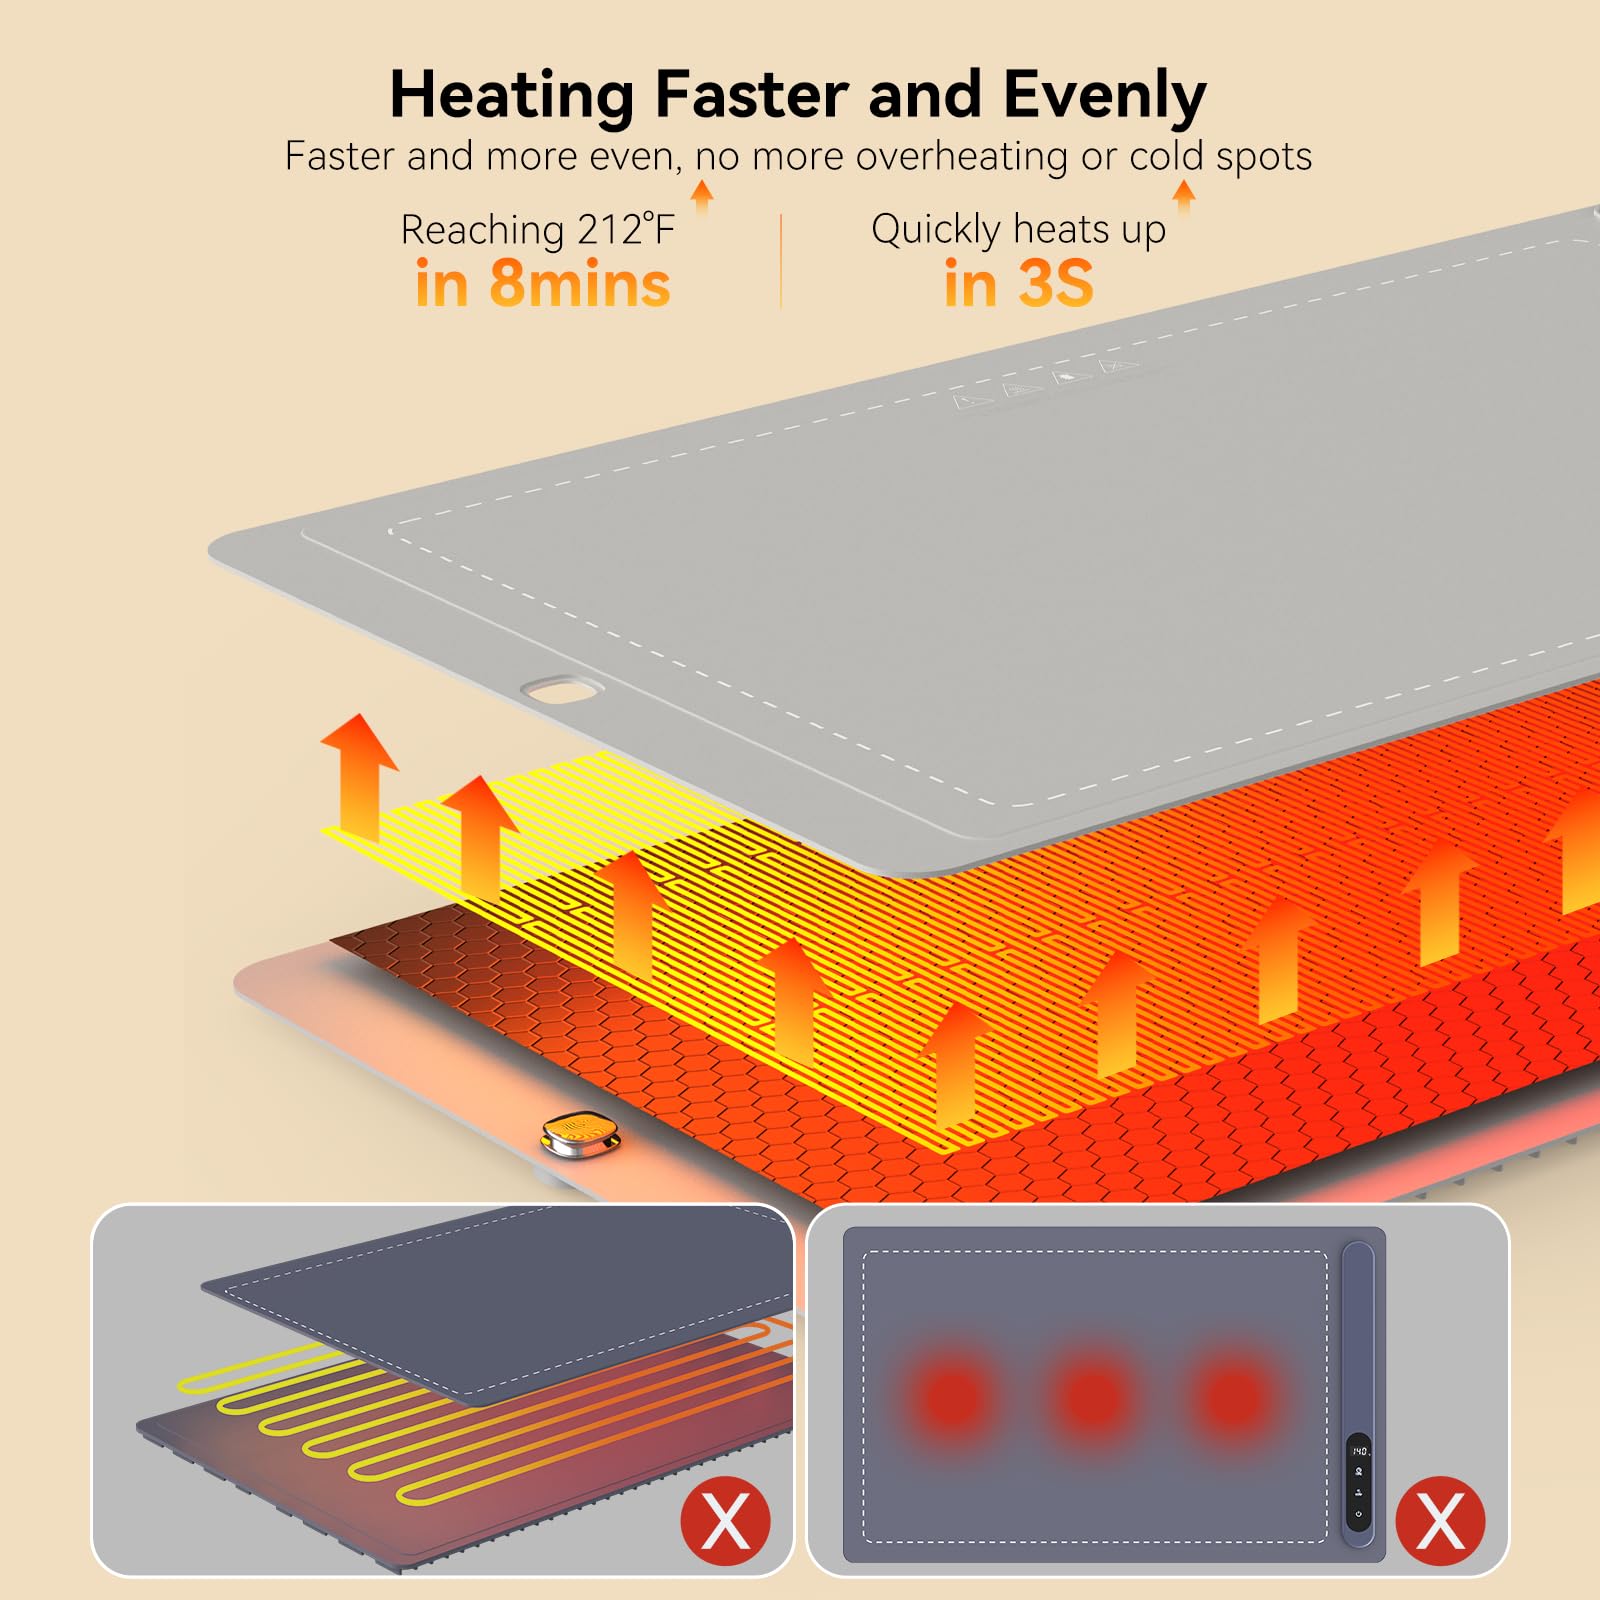 Heating Faster and Evenly
Faster and more even, no more overheating or cold spots
Reaching 212°F
in 8mins
Quickly heats up
in 3S
140
X
X